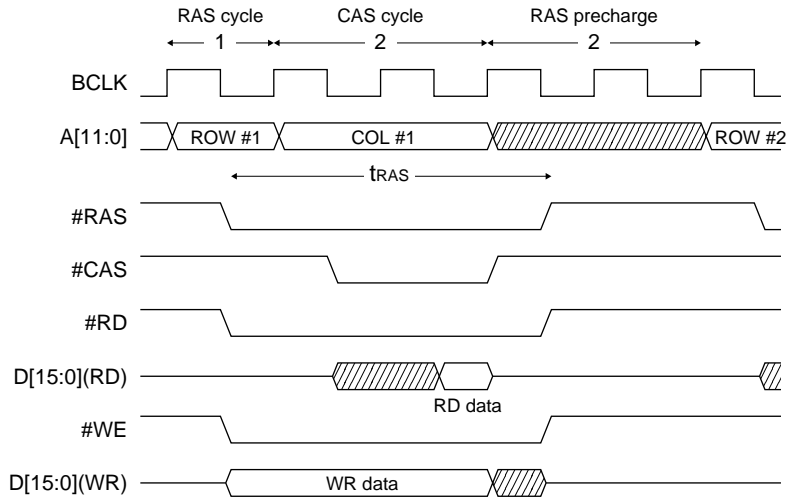 RAS cycle CAS cycle RAS precharge
1 2 2
BCLK
A[11:0] ROW #1 COL #1 ROW #2
tRAS
#RAS
#CAS
#RD
D[15:0](RD)
RD data
#WE
D[15:0](WR) WR data